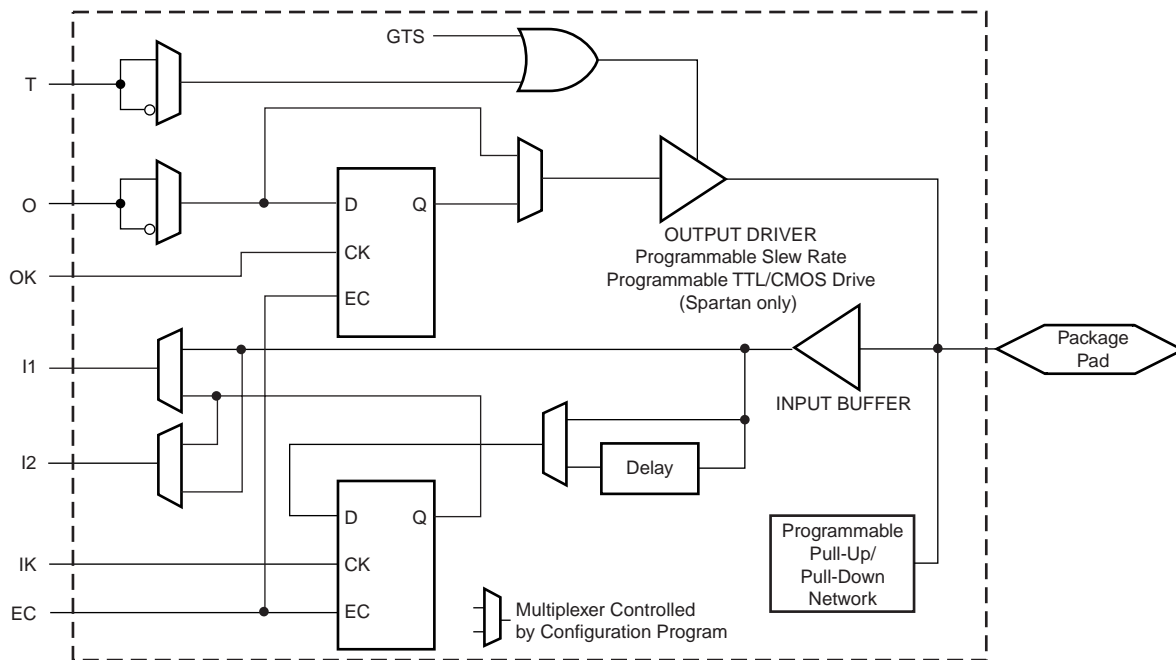 GTS
T
O
D
Q
OK
CK
EC
OUTPUT DRIVER
Programmable Slew Rate
Programmable TTL/CMOS Drive
(Spartan only)
I1
Package
Pad
INPUT BUFFER
I2
Delay
D
Q
Programmable
Pull-Up/
Pull-Down
Network
IK
CK
EC
EC
Multiplexer Controlled
by Configuration Program